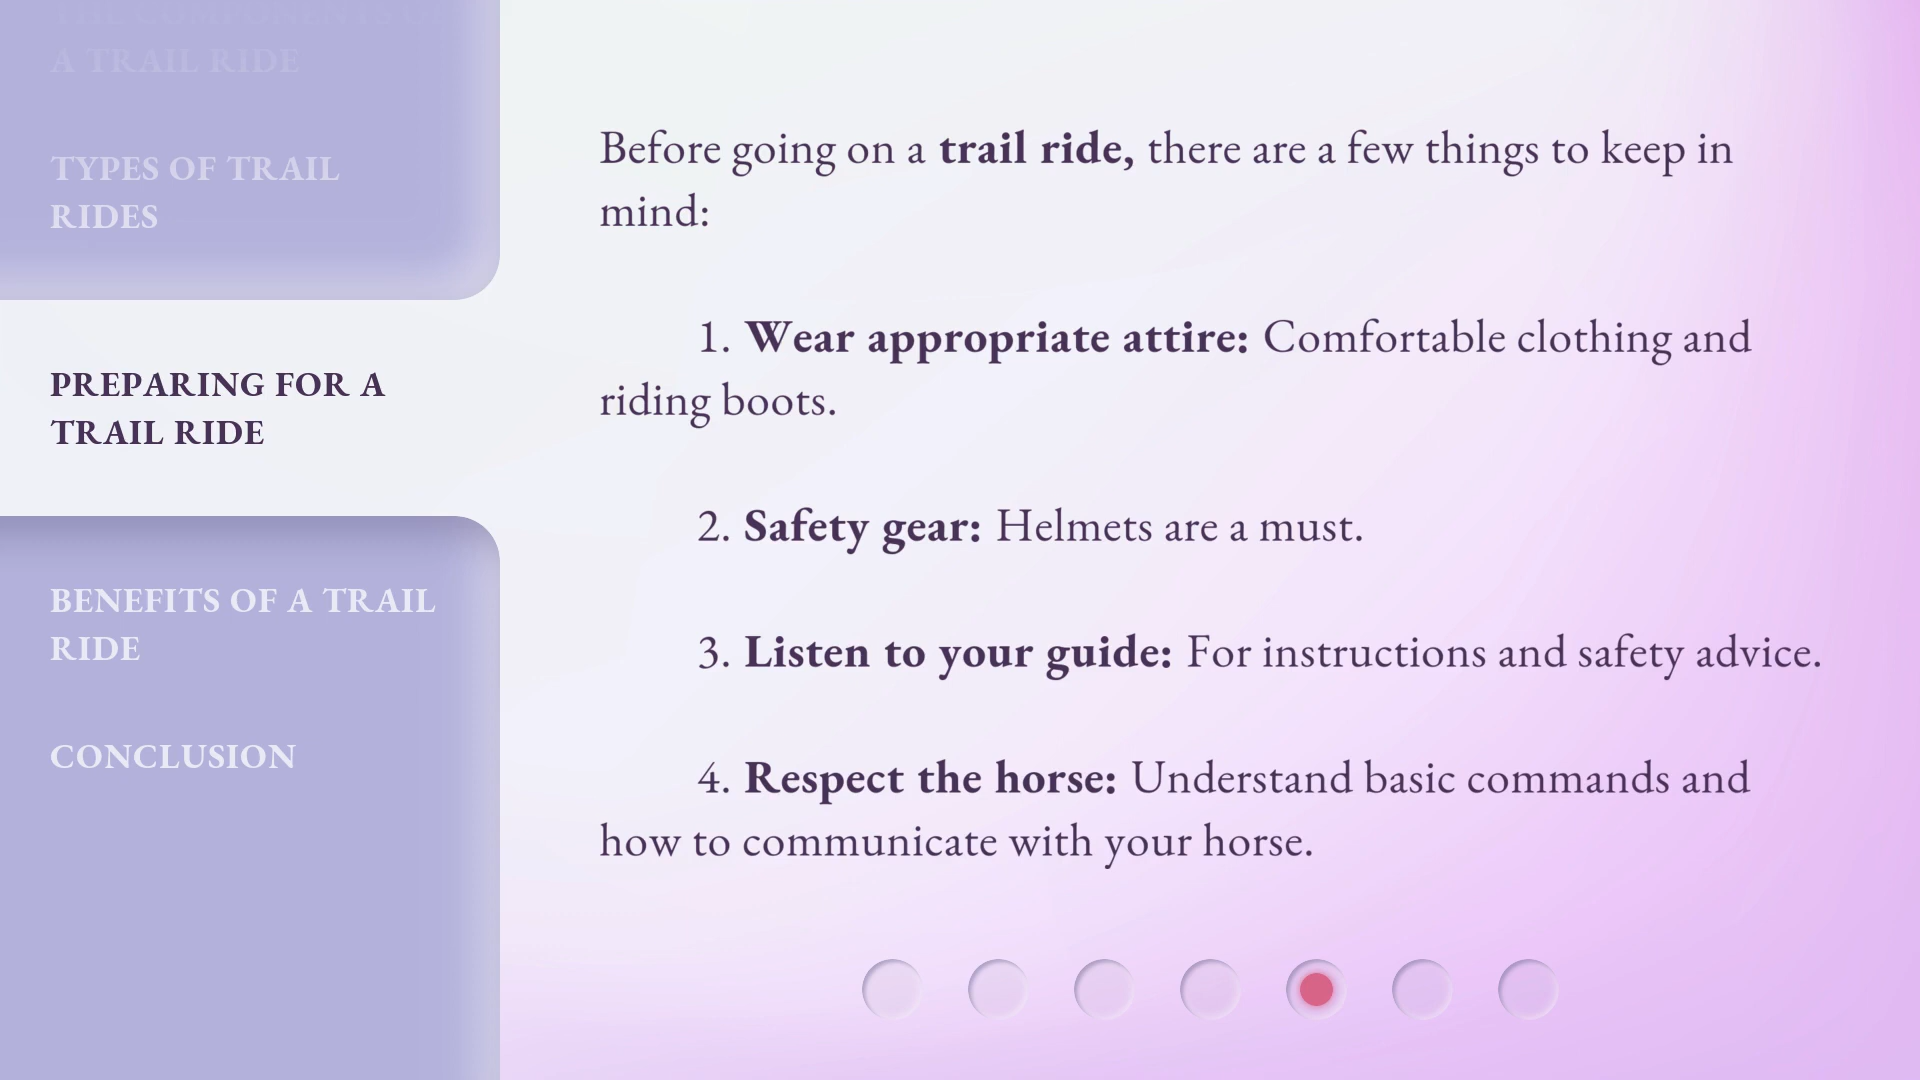 THE COMPONENTS OF
A TRAIL RIDE
TYPES OF TRAIL
RIDES
PREPARING FOR A
TRAIL RIDE
BENEFITS OF A TRAIL
RIDE
CONCLUSION
Before going on a trail ride, there are a few things to keep in
mind:
1. Wear appropriate attire: Comfortable clothing and
riding boots.
2. Safety gear: Helmets are a must.
3. Listen to your guide: For instructions and safety advice.
4. Respect the horse: Understand basic commands and
how to communicate with your horse.